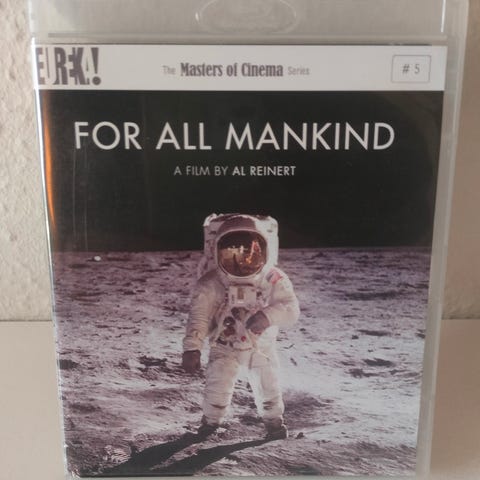 EUREKA!
The Masters of Cinema Series
# 5
FOR ALL MANKIND
A FILM BY AL REINERT